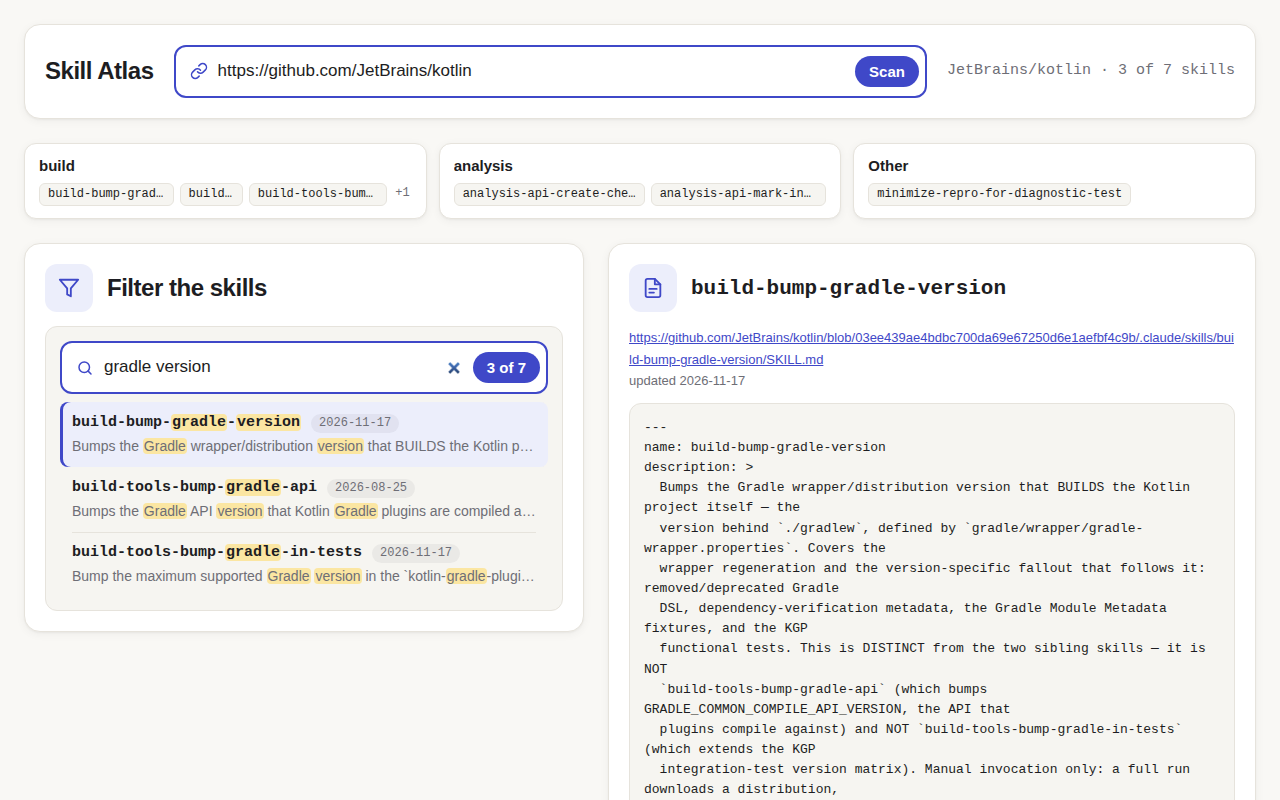 Skill Atlas
https://github.com/JetBrains/kotlin
Scan
JetBrains/kotlin · 3 of 7 skills
build
build-bump-grad…
build…
build-tools-bum…
+1
analysis
analysis-api-create-che…
analysis-api-mark-in…
Other
minimize-repro-for-diagnostic-test
Filter the skills
gradle version
3 of 7
build-bump-gradle-version 2026-11-17
Bumps the Gradle wrapper/distribution version that BUILDS the Kotlin p…
build-tools-bump-gradle-api 2026-08-25
Bumps the Gradle API version that Kotlin Gradle plugins are compiled a…
build-tools-bump-gradle-in-tests 2026-11-17
Bump the maximum supported Gradle version in the `kotlin-gradle-plugi…
build-bump-gradle-version
https://github.com/JetBrains/kotlin/blob/03ee439ae4bdbc700da69e67250d6e1aefbf4c9b/.claude/skills/bui
ld-bump-gradle-version/SKILL.md
updated 2026-11-17
---
name: build-bump-gradle-version
description: >
  Bumps the Gradle wrapper/distribution version that BUILDS the Kotlin
project itself — the
  version behind `./gradlew`, defined by `gradle/wrapper/gradle-
wrapper.properties`. Covers the
  wrapper regeneration and the version-specific fallout that follows it:
removed/deprecated Gradle
  DSL, dependency-verification metadata, the Gradle Module Metadata
fixtures, and the KGP
  functional tests. This is DISTINCT from the two sibling skills — it is
NOT
  `build-tools-bump-gradle-api` (which bumps
GRADLE_COMMON_COMPILE_API_VERSION, the API that
  plugins compile against) and NOT `build-tools-bump-gradle-in-tests`
(which extends the KGP
  integration-test version matrix). Manual invocation only: a full run
downloads a distribution,